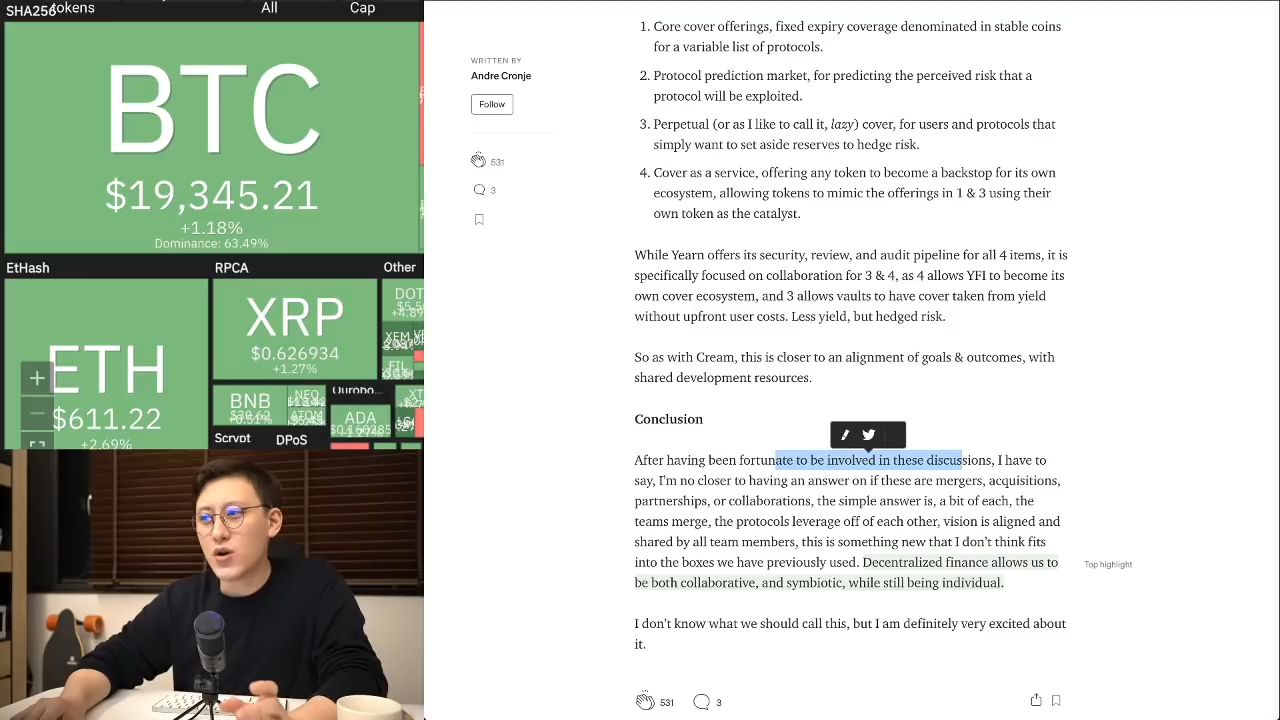 SHA256
tokens
All
Cap
BTC
$19,345.21
+1.18%
Dominance: 63.49%
EtHash
RPCA
Other
ETH
$611.22
+2.69%
XRP
$0.626934
+1.27%
DOT
XEM
FIL
BNB
$30.62
+0.51%
NEO
ATOM
Ourobo...
ADA
Scrypt
DPoS
WRITTEN BY
Andre Cronje
Follow
531
3
1. Core cover offerings, fixed expiry coverage denominated in stable coins
for a variable list of protocols.
2. Protocol prediction market, for predicting the perceived risk that a
protocol will be exploited.
3. Perpetual (or as I like to call it, lazy) cover, for users and protocols that
simply want to set aside reserves to hedge risk.
4. Cover as a service, offering any token to become a backstop for its own
ecosystem, allowing tokens to mimic the offerings in 1 & 3 using their
own token as the catalyst.
While Yearn offers its security, review, and audit pipeline for all 4 items, it is
specifically focused on collaboration for 3 & 4, as 4 allows YFI to become its
own cover ecosystem, and 3 allows vaults to have cover taken from yield
without upfront user costs. Less yield, but hedged risk.
So as with Cream, this is closer to an alignment of goals & outcomes, with
shared development resources.
Conclusion
After having been fortunate to be involved in these discussions, I have to
say, I'm no closer to having an answer on if these are mergers, acquisitions,
partnerships, or collaborations, the simple answer is, a bit of each, the
teams merge, the protocols leverage off of each other, vision is aligned and
shared by all team members, this is something new that I don't think fits
into the boxes we have previously used. Decentralized finance allows us to
be both collaborative, and symbiotic, while still being individual.
Top highlight
I don't know what we should call this, but I am definitely very excited about
it.
531
3